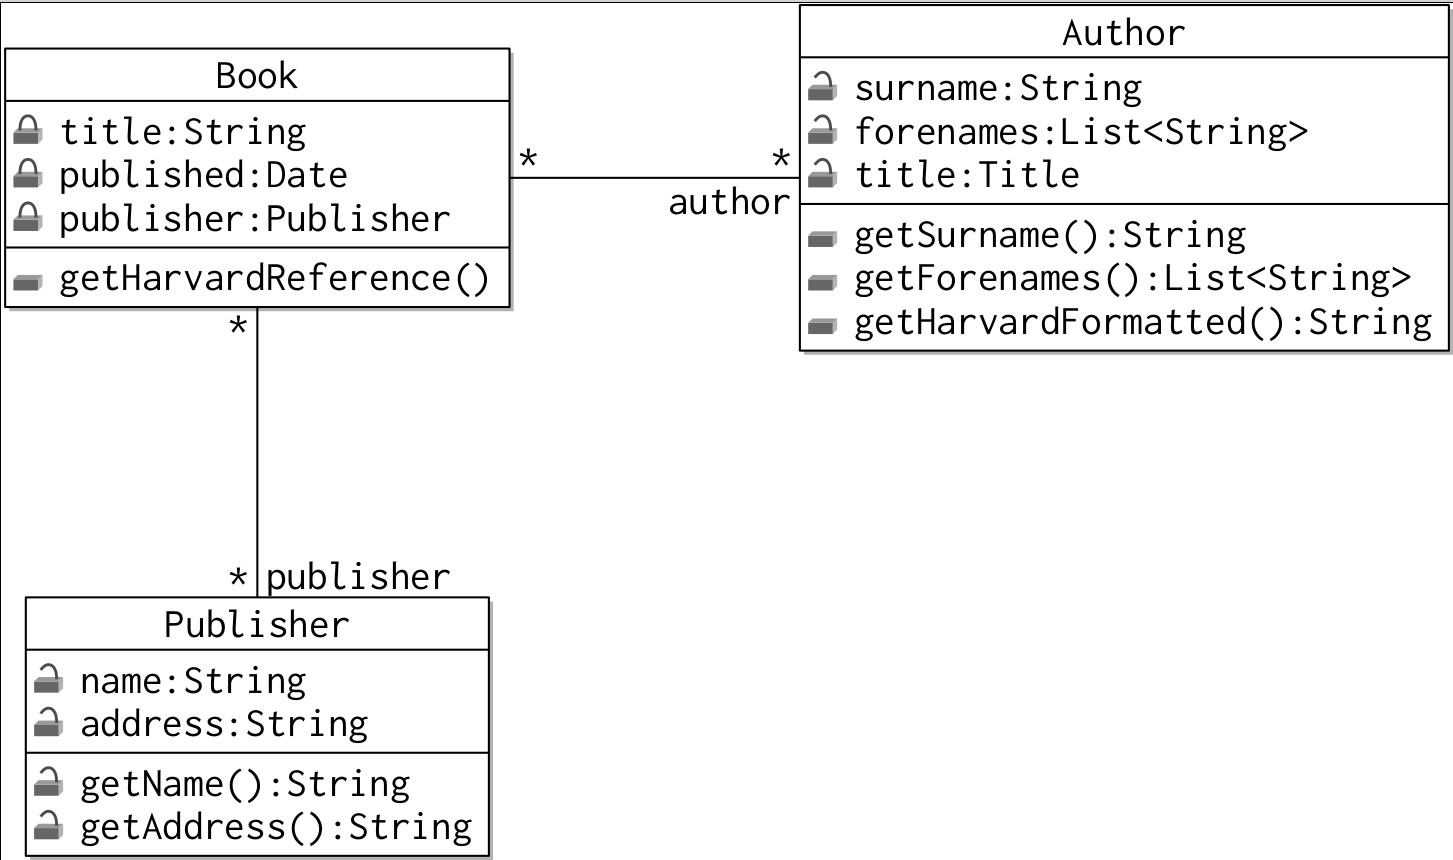 Book
title:String
published:Date
publisher:Publisher
getHarvardReference()
*
*
author
Author
surname:String
forenames:List<String>
title:Title
getSurname():String
getForenames():List<String>
getHarvardFormatted():String
*
* publisher
Publisher
name:String
address:String
getName():String
getAddress():String